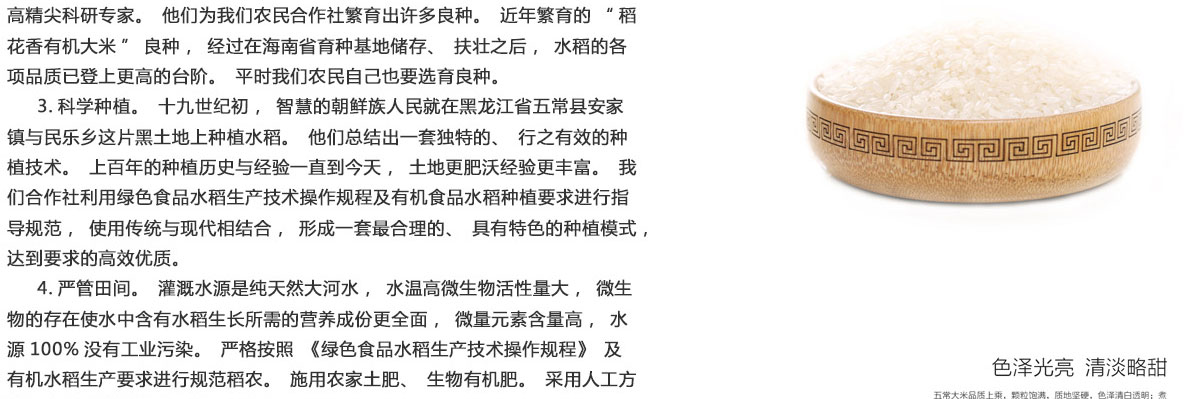 高精尖科研专家。 他们为我们农民合作社繁育出许多良种。 近年繁育的 “ 稻
花香有机大米 ” 良种， 经过在海南省育种基地储存、 扶壮之后， 水稻的各
项品质已登上更高的台阶。 平时我们农民自己也要选育良种。
3. 科学种植。 十九世纪初， 智慧的朝鲜族人民就在黑龙江省五常县安家
镇与民乐乡这片黑土地上种植水稻。 他们总结出一套独特的、 行之有效的种
植技术。 上百年的种植历史与经验一直到今天， 土地更肥沃经验更丰富。 我
们合作社利用绿色食品水稻生产技术操作规程及有机食品水稻种植要求进行指
导规范， 使用传统与现代相结合， 形成一套最合理的、 具有特色的种植模式，
达到要求的高效优质。
4. 严管田间。 灌溉水源是纯天然大河水， 水温高微生物活性量大， 微生
物的存在使水中含有水稻生长所需的营养成份更全面， 微量元素含量高， 水
源 100% 没有工业污染。 严格按照 《绿色食品水稻生产技术操作规程》 及
有机水稻生产要求进行规范稻农。 施用农家土肥、 生物有机肥。 采用人工方
色泽光亮 清淡略甜
五常大米品质上乘，颗粒饱满，质地坚硬，色泽清白透明；煮